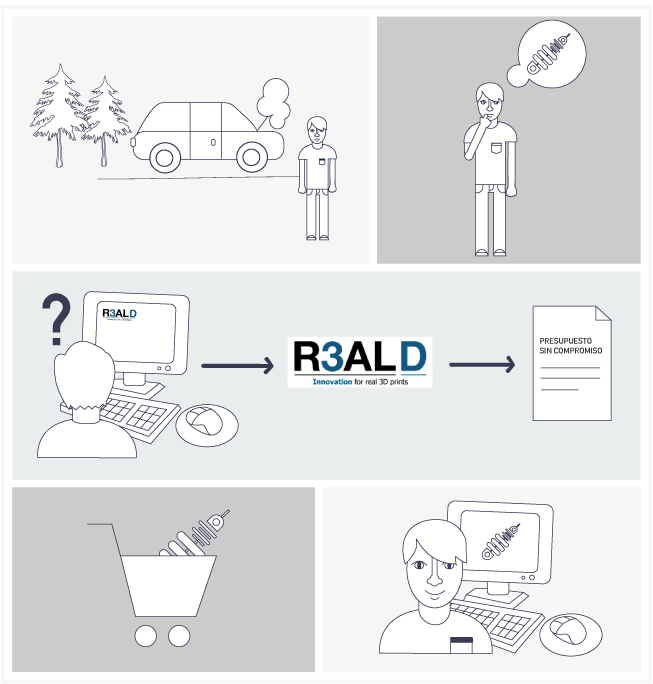 ?
R3ALD
R3ALD
Innovation for real 3D prints
PRESUPUESTO
SIN COMPROMISO